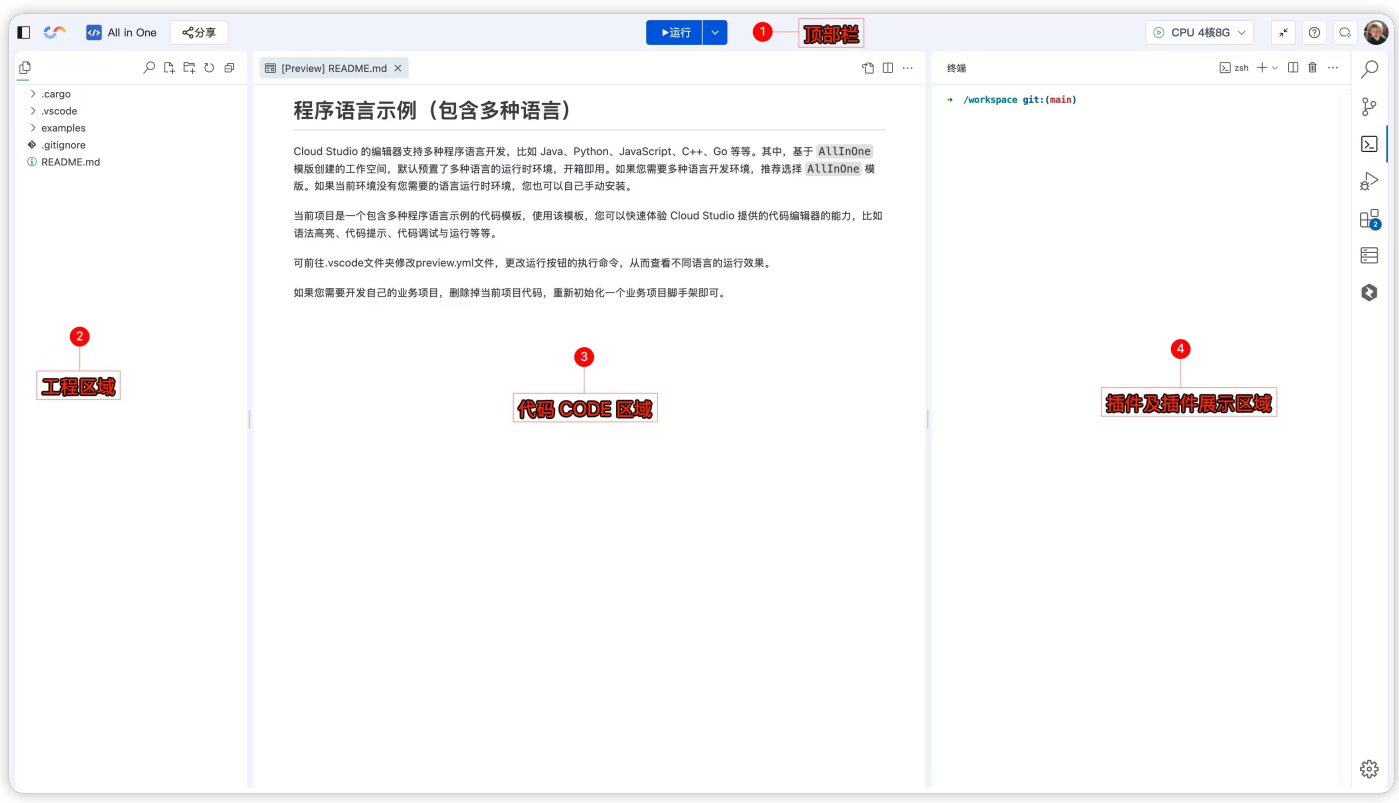 All in One
分享
运行
1
顶部栏
CPU 4核8G
[Preview] README.md
终端
zsh
.cargo
.vscode
examples
.gitignore
README.md
程序语言示例（包含多种语言）
Cloud Studio 的编辑器支持多种程序语言开发，比如 Java、Python、JavaScript、C++、Go 等等。其中，基于 AllInOne
模版创建的工作空间，默认预置了多种语言的运行时环境，开箱即用。如果您需要多种语言开发环境，推荐选择 AllInOne 模
版。如果当前环境没有您需要的语言运行时环境，您也可以自己手动安装。
当前项目是一个包含多种程序语言示例的代码模板，使用该模板，您可以快速体验 Cloud Studio 提供的代码编辑器的能力，比如
语法高亮、代码提示、代码调试与运行等等。
可前往.vscode文件夹修改preview.yml文件，更改运行按钮的执行命令，从而查看不同语言的运行效果。
如果您需要开发自己的业务项目，删除掉当前项目代码，重新初始化一个业务项目脚手架即可。
/workspace git:(main)
2
2
工程区域
3
代码 CODE 区域
4
插件及插件展示区域